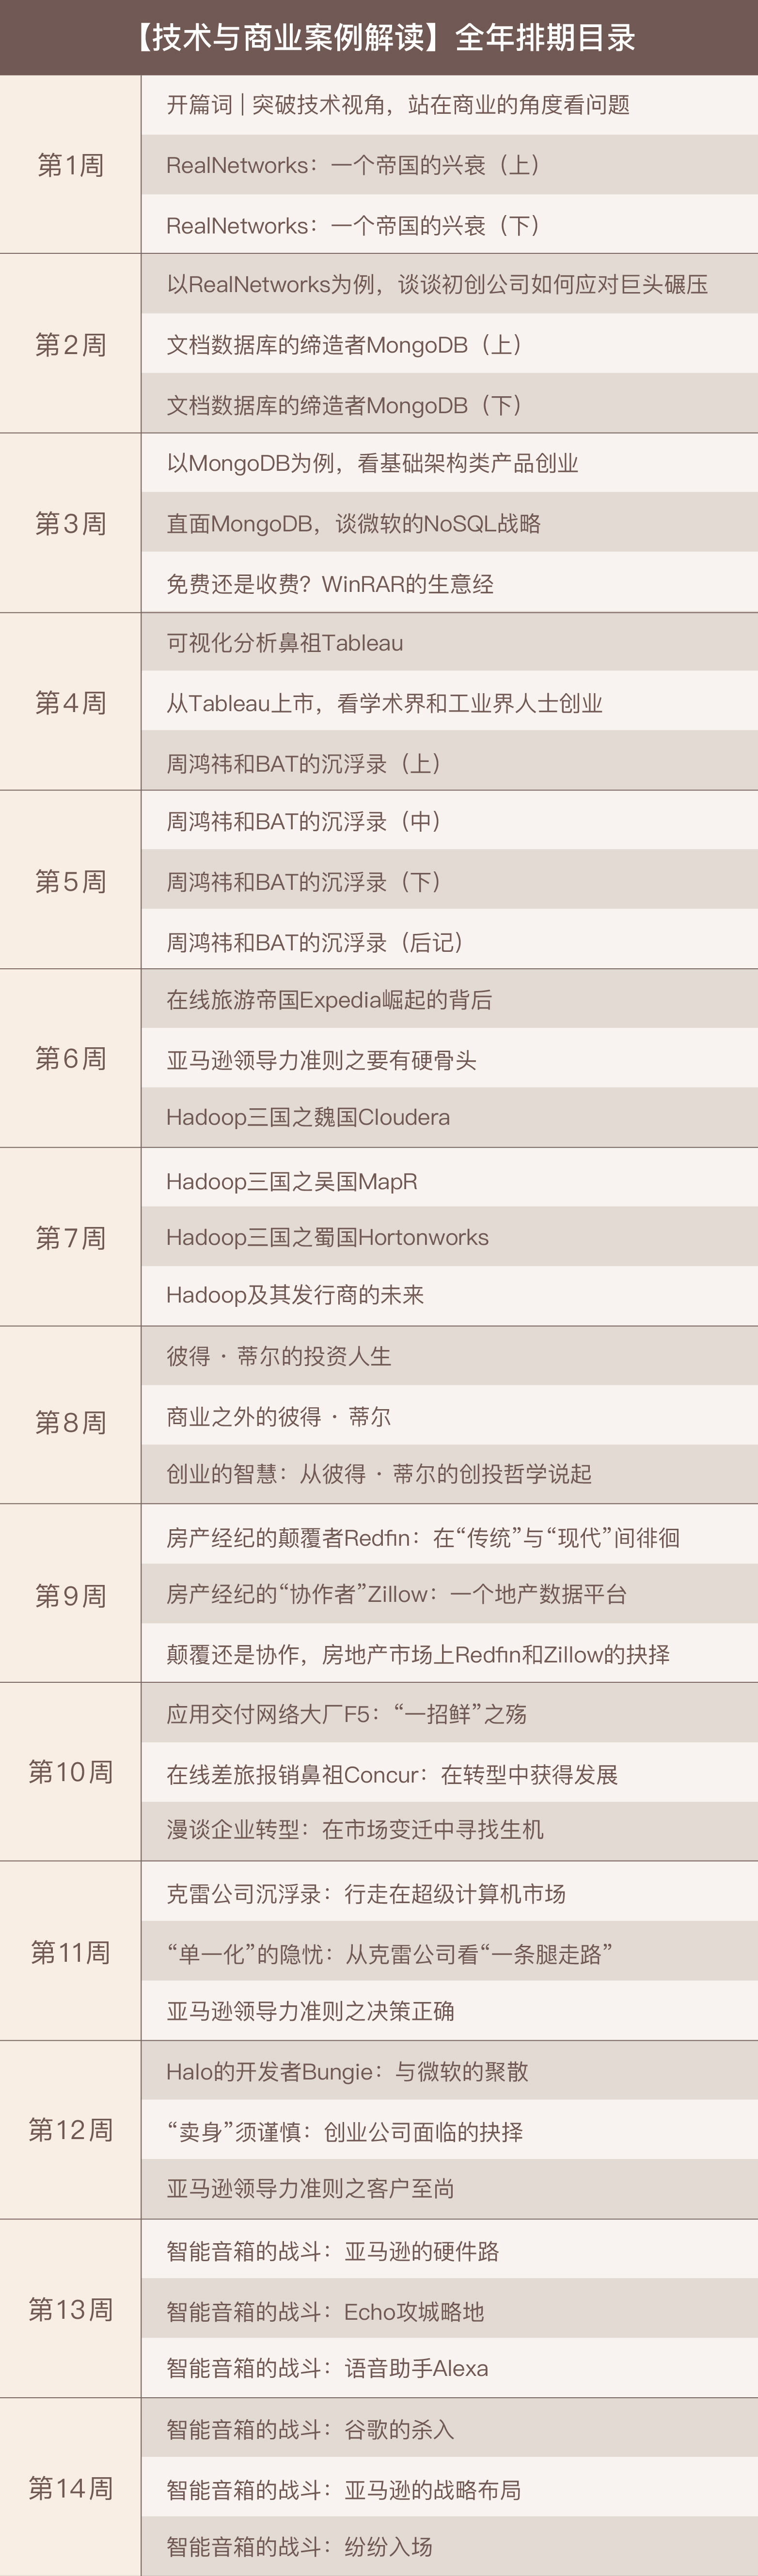 【技术与商业案例解读】全年排期目录
第1周
开篇词 | 突破技术视角，站在商业的角度看问题
RealNetworks：一个帝国的兴衰（上）
RealNetworks：一个帝国的兴衰（下）
第2周
以RealNetworks为例，谈谈初创公司如何应对巨头碾压
文档数据库的缔造者MongoDB（上）
文档数据库的缔造者MongoDB（下）
第3周
以MongoDB为例，看基础架构类产品创业
直面MongoDB，谈微软的NoSQL战略
免费还是收费？WinRAR的生意经
第4周
可视化分析鼻祖Tableau
从Tableau上市，看学术界和工业界人士创业
周鸿祎和BAT的沉浮录（上）
第5周
周鸿祎和BAT的沉浮录（中）
周鸿祎和BAT的沉浮录（下）
周鸿祎和BAT的沉浮录（后记）
第6周
在线旅游帝国Expedia崛起的背后
亚马逊领导力准则之要有硬骨头
Hadoop三国之魏国Cloudera
第7周
Hadoop三国之吴国MapR
Hadoop三国之蜀国Hortonworks
Hadoop及其发行商的未来
第8周
彼得 · 蒂尔的投资人生
商业之外的彼得 · 蒂尔
创业的智慧：从彼得 · 蒂尔的创投哲学说起
第9周
房产经纪的颠覆者Redfin：在“传统”与“现代”间徘徊
房产经纪的“协作者”Zillow：一个地产数据平台
颠覆还是协作，房地产市场上Redfin和Zillow的抉择
第10周
应用交付网络大厂F5：“一招鲜”之殇
在线差旅报销鼻祖Concur：在转型中获得发展
漫谈企业转型：在市场变迁中寻找生机
第11周
克雷公司沉浮录：行走在超级计算机市场
“单一化”的隐忧：从克雷公司看“一条腿走路”
亚马逊领导力准则之决策正确
第12周
Halo的开发者Bungie：与微软的聚散
“卖身”须谨慎：创业公司面临的抉择
亚马逊领导力准则之客户至尚
第13周
智能音箱的战斗：亚马逊的硬件路
智能音箱的战斗：Echo攻城略地
智能音箱的战斗：语音助手Alexa
第14周
智能音箱的战斗：谷歌的杀入
智能音箱的战斗：亚马逊的战略布局
智能音箱的战斗：纷纷入场